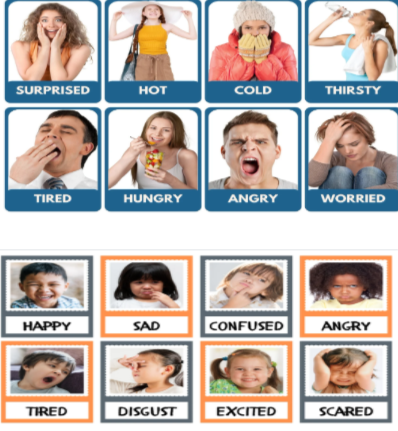 SURPRISED HOT COLD THIRSTY
TIRED HUNGRY ANGRY WORRIED
HAPPY SAD CONFUSED ANGRY
TIRED DISGUST EXCITED SCARED